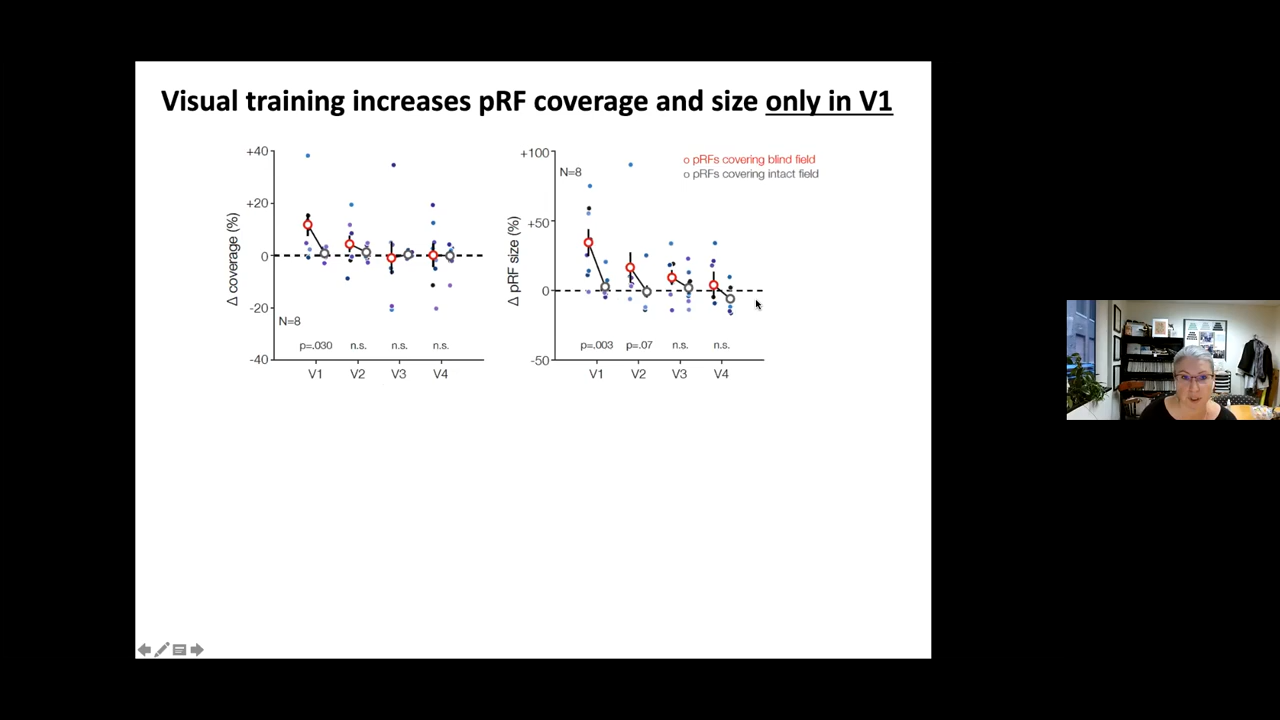 Visual training increases pRF coverage and size only in V1
+40
+20
0
-20
-40
Δ coverage (%)
N=8
p=.030 n.s. n.s. n.s.
V1 V2 V3 V4
+100
+50
0
-50
Δ pRF size (%)
N=8
o pRFs covering blind field
o pRFs covering intact field
p=.003 p=.07 n.s. n.s.
V1 V2 V3 V4